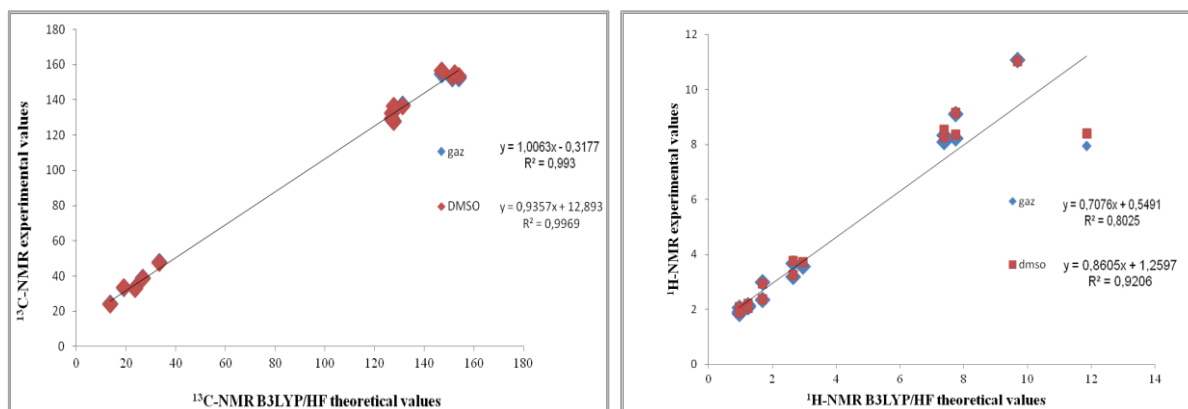 180
160
140
120
100
80
60
40
20
0
0 20 40 60 80 100 120 140 160 180
¹³C-NMR experimental values
¹³C-NMR B3LYP/HF theoretical values
gaz y = 1,0063x - 0,3177
R² = 0,993
DMSO y = 0,9357x + 12,893
R² = 0,9969
12
10
8
6
4
2
0
0 2 4 6 8 10 12 14
¹H-NMR experimental values
¹H-NMR B3LYP/HF theoretical values
gaz
y = 0,7076x + 0,5491
R² = 0,8025
dmso y = 0,8605x + 1,2597
R² = 0,9206